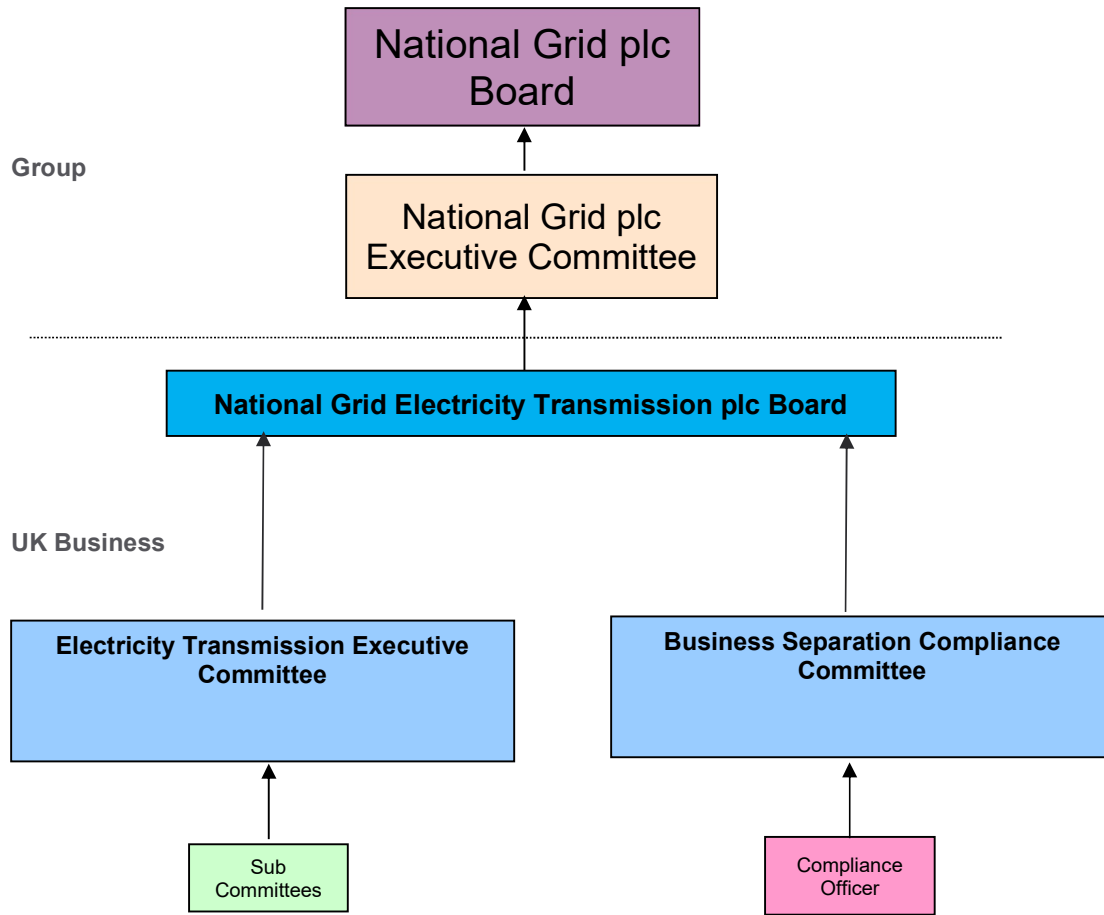 National Grid plc
Board
Group
National Grid plc
Executive Committee
National Grid Electricity Transmission plc Board
UK Business
Electricity Transmission Executive
Committee
Business Separation Compliance
Committee
Sub
Committees
Compliance
Officer